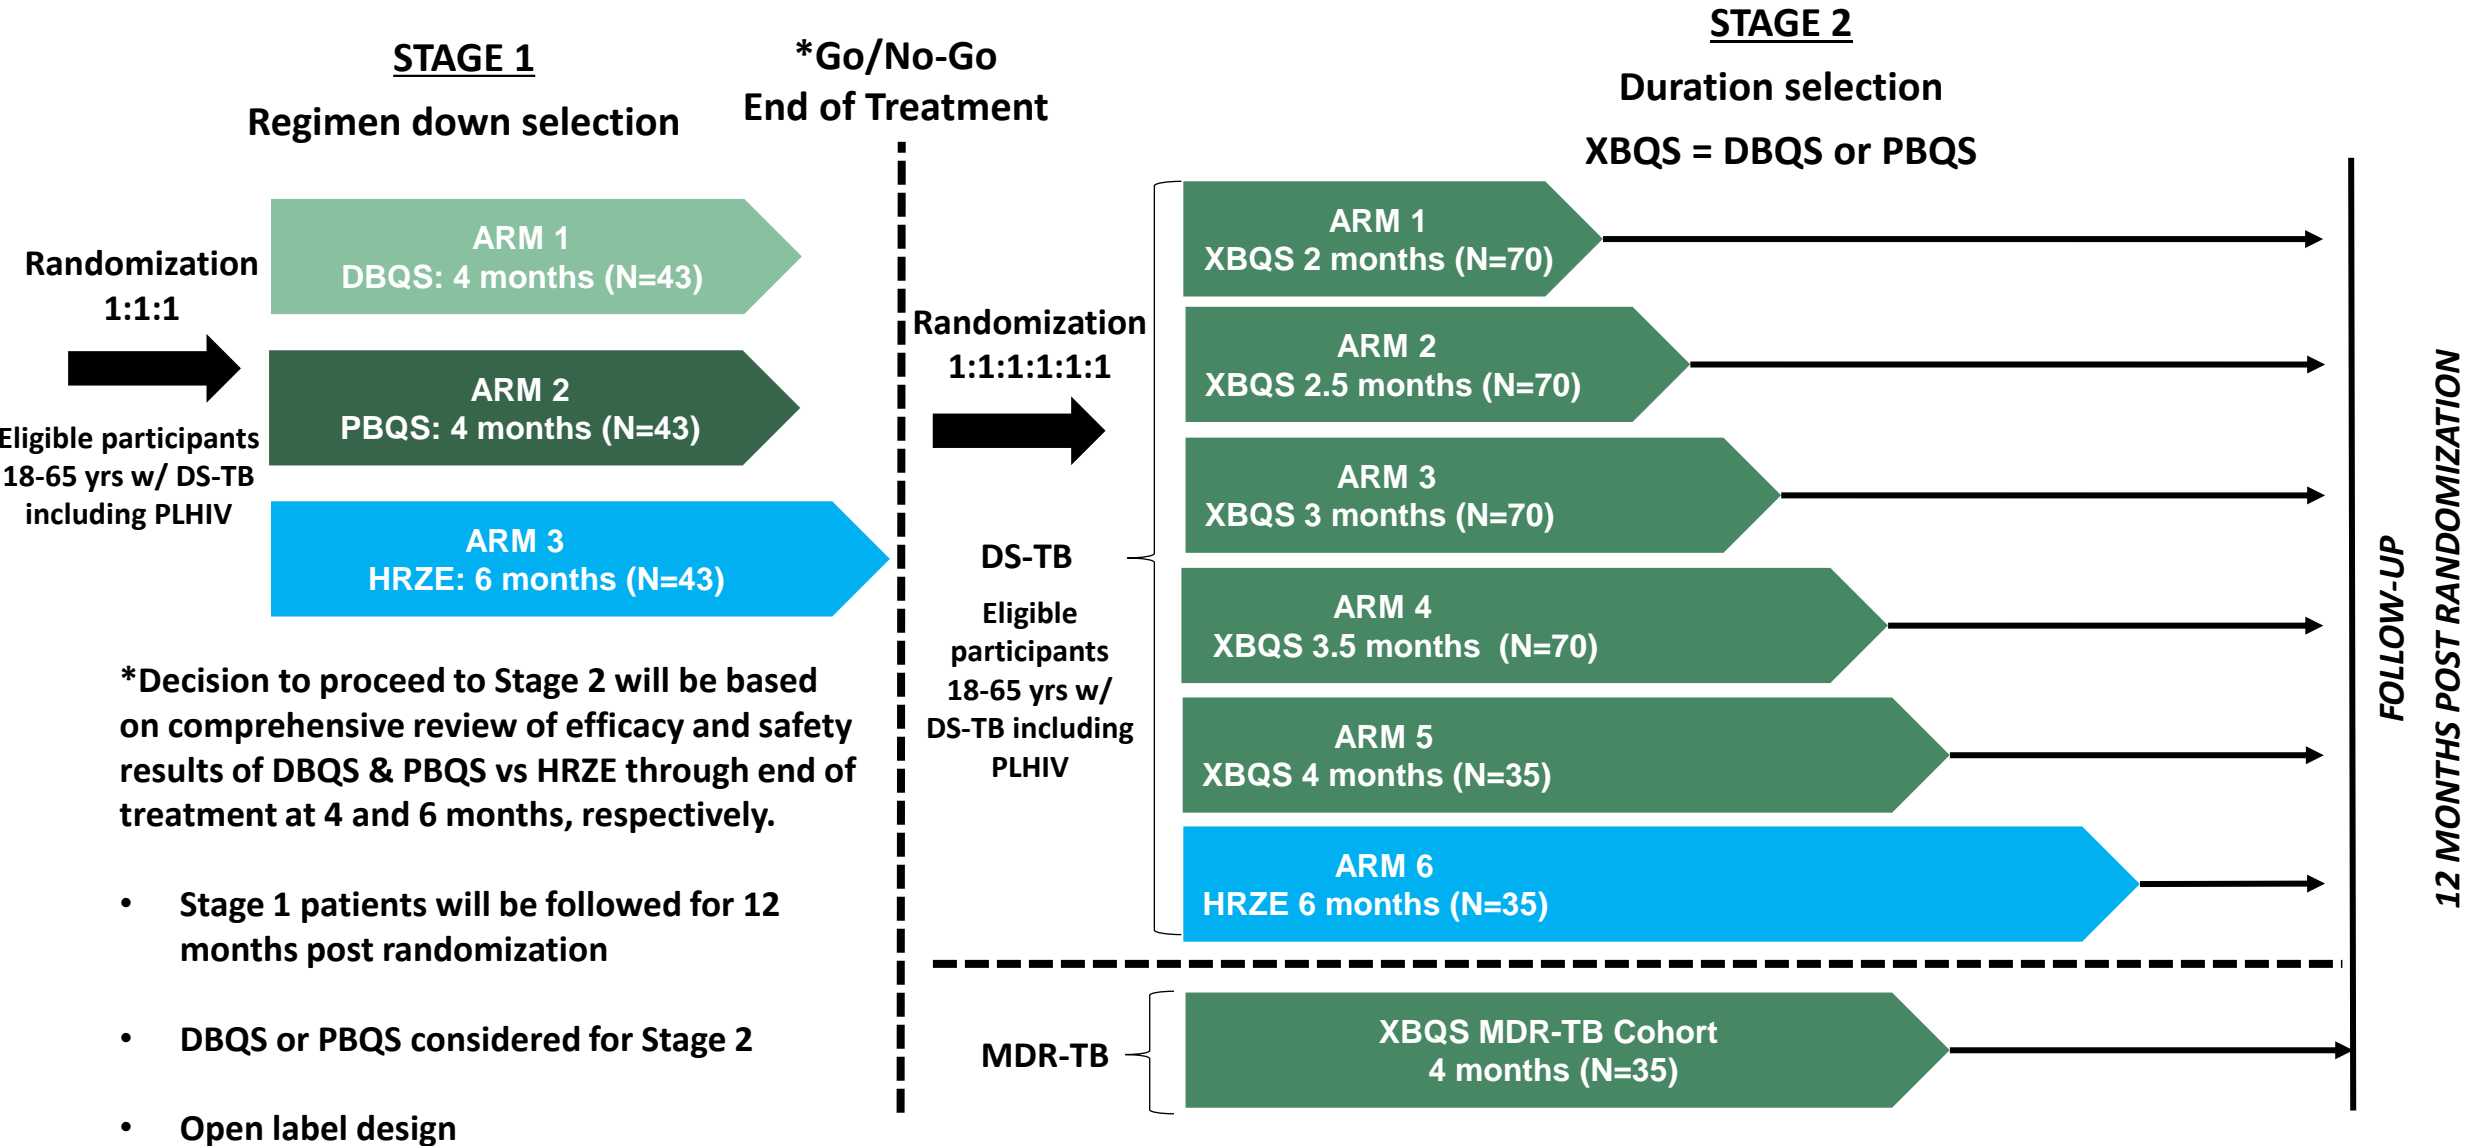 STAGE 1
Regimen down selection
*Go/No-Go
End of Treatment
STAGE 2
Duration selection
XBQS = DBQS or PBQS
Randomization
1:1:1
Eligible participants
18-65 yrs w/ DS-TB
including PLHIV
ARM 1
DBQS: 4 months (N=43)
ARM 2
PBQS: 4 months (N=43)
ARM 3
HRZE: 6 months (N=43)
*Decision to proceed to Stage 2 will be based
on comprehensive review of efficacy and safety
results of DBQS & PBQS vs HRZE through end of
treatment at 4 and 6 months, respectively.
• Stage 1 patients will be followed for 12
months post randomization
• DBQS or PBQS considered for Stage 2
• Open label design
Randomization
1:1:1:1:1:1
DS-TB
Eligible
participants
18-65 yrs w/
DS-TB including
PLHIV
ARM 1
XBQS 2 months (N=70)
ARM 2
XBQS 2.5 months (N=70)
ARM 3
XBQS 3 months (N=70)
ARM 4
XBQS 3.5 months (N=70)
ARM 5
XBQS 4 months (N=35)
ARM 6
HRZE 6 months (N=35)
MDR-TB
XBQS MDR-TB Cohort
4 months (N=35)
FOLLOW-UP
12 MONTHS POST RANDOMIZATION